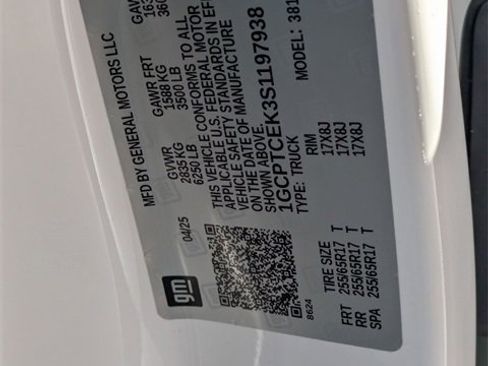 MFD BY GENERAL MOTORS LLC
04/25
GVWR
2835 KG
6250 LB
GAWR FRT
1588 KG
3500 LB
GAW
THIS VEHICLE CONFORMS TO ALL
APPLICABLE U.S. FEDERAL MOTOR
VEHICLE SAFETY STANDARDS IN EF
DATE OF MANUFACTURE
SHOWN ABOVE.
1GCPTCEK3S1197938
TYPE: TRUCK
MODEL: 381
gm
8624
TIRE SIZE
RIM
FRT 255/65R17 T 17X8J
RR 255/65R17 T 17X8J
SPA 255/65R17 T 17X8J